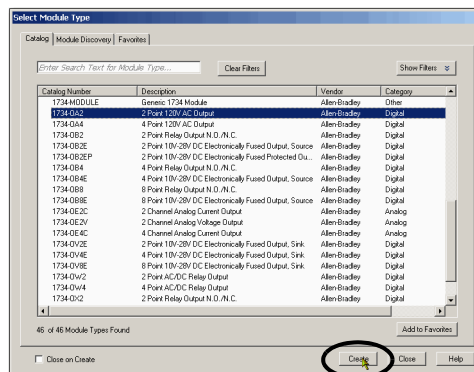 Select Module Type
Catalog Module Discovery Favorites
Enter Search Text for Module Type... Clear Filters Show Filters
Catalog Number Description Vendor Category
1734-MODULE Generic 1734 Module Allen-Bradley Other
1734-OA2 2 Point 120V AC Output Allen-Bradley Digital
1734-OA4 4 Point 120V AC Output Allen-Bradley Digital
1734-OB2 2 Point Relay Output N.O./N.C. Allen-Bradley Digital
1734-OB2E 2 Point 10V-28V DC Electronically Fused Output, Source Allen-Bradley Digital
1734-OB2EP 2 Point 10V-28V DC Electronically Fused Protected Ou... Allen-Bradley Digital
1734-OB4 4 Point Relay Output N.O./N.C. Allen-Bradley Digital
1734-OB4E 4 Point 10V-28V DC Electronically Fused Output, Source Allen-Bradley Digital
1734-OB8 8 Point Relay Output N.O./N.C. Allen-Bradley Digital
1734-OB8E 8 Point 10V-28V DC Electronically Fused Output, Source Allen-Bradley Digital
1734-OE2C 2 Channel Analog Current Output Allen-Bradley Analog
1734-OE2V 2 Channel Analog Voltage Output Allen-Bradley Analog
1734-OE4C 4 Channel Analog Current Output Allen-Bradley Analog
1734-OV2E 2 Point 10V-28V DC Electronically Fused Output, Sink Allen-Bradley Digital
1734-OV4E 4 Point 10V-28V DC Electronically Fused Output, Sink Allen-Bradley Digital
1734-OV8E 8 Point 10V-28V DC Electronically Fused Output, Sink Allen-Bradley Digital
1734-OW2 2 Point AC/DC Relay Output Allen-Bradley Digital
1734-OW4 4 Point AC/DC Relay Output Allen-Bradley Digital
1734-OX2 2 Point Relay Output N.O./N.C. Allen-Bradley Digital
46 of 46 Module Types Found Add to Favorites
Close on Create Create Close Help